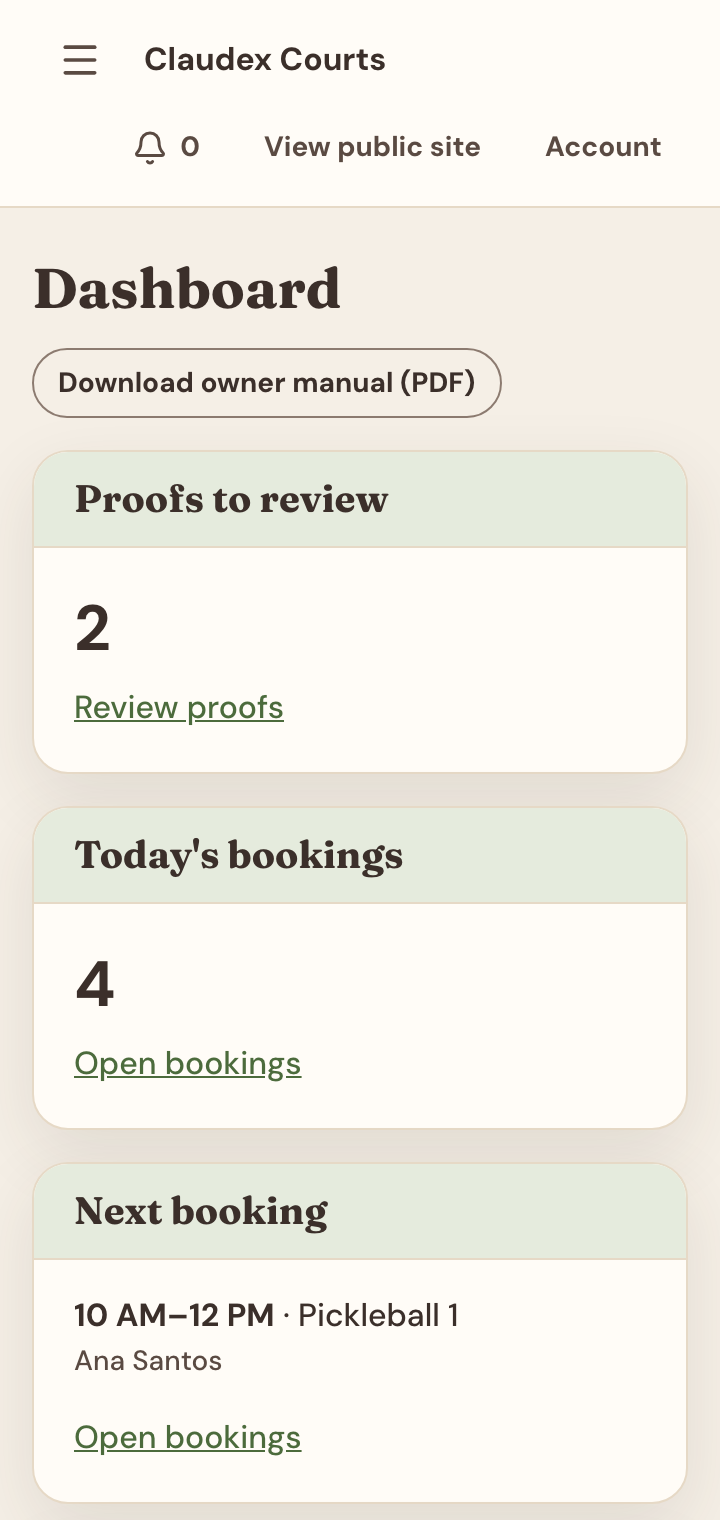 Claudex Courts
0 View public site Account
Dashboard
Download owner manual (PDF)
Proofs to review
2
Review proofs
Today's bookings
4
Open bookings
Next booking
10 AM–12 PM · Pickleball 1
Ana Santos
Open bookings